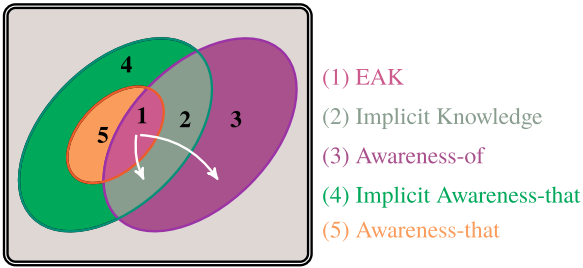 4
5
1
2
3
(1) EAK
(2) Implicit Knowledge
(3) Awareness-of
(4) Implicit Awareness-that
(5) Awareness-that